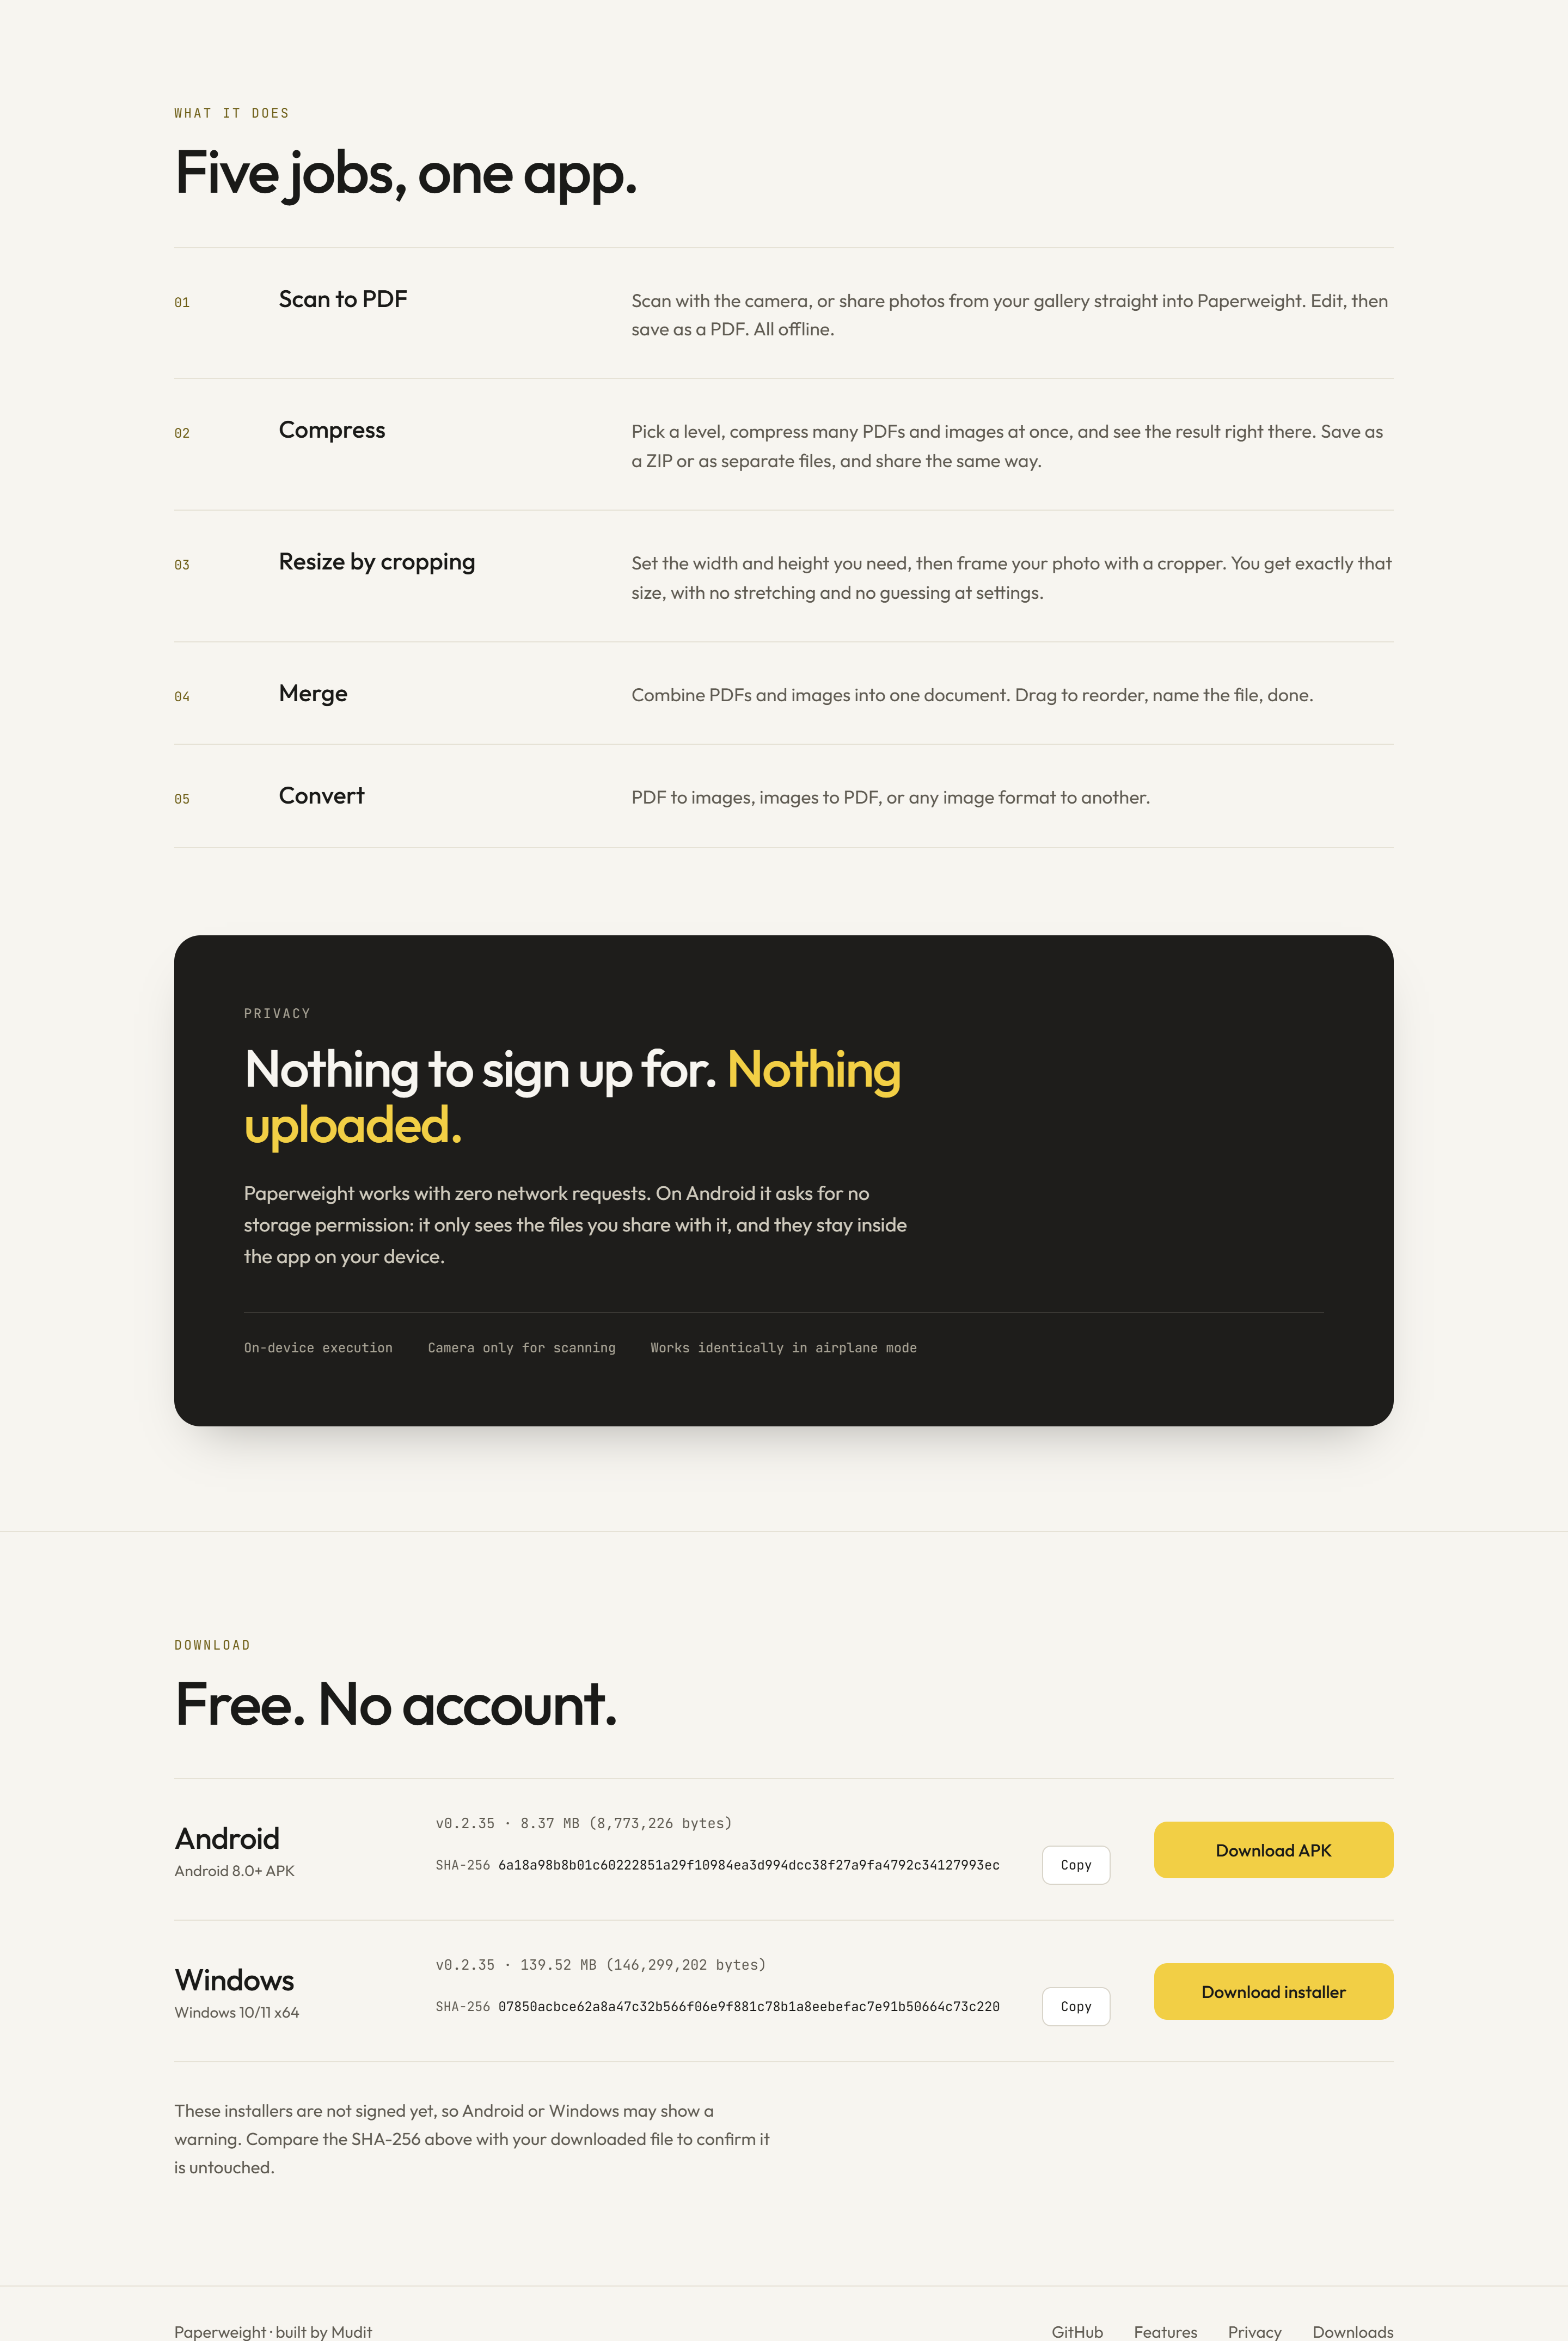 WHAT IT DOES
Five jobs, one app.
01
Scan to PDF
Scan with the camera, or share photos from your gallery straight into Paperweight. Edit, then
save as a PDF. All offline.
02
Compress
Pick a level, compress many PDFs and images at once, and see the result right there. Save as
a ZIP or as separate files, and share the same way.
03
Resize by cropping
Set the width and height you need, then frame your photo with a cropper. You get exactly that
size, with no stretching and no guessing at settings.
04
Merge
Combine PDFs and images into one document. Drag to reorder, name the file, done.
05
Convert
PDF to images, images to PDF, or any image format to another.
PRIVACY
Nothing to sign up for. Nothing
uploaded.
Paperweight works with zero network requests. On Android it asks for no
storage permission: it only sees the files you share with it, and they stay inside
the app on your device.
On-device execution
Camera only for scanning
Works identically in airplane mode
DOWNLOAD
Free. No account.
Android
Android 8.0+ APK
v0.2.35 · 8.37 MB (8,773,226 bytes)
SHA-256 6a18a98b8b01c60222851a29f10984ea3d994dcc38f27a9fa4792c34127993ec
Copy
Download APK
Windows
Windows 10/11 x64
v0.2.35 · 139.52 MB (146,299,202 bytes)
SHA-256 07850acbce62a8a47c32b566f06e9f881c78b1a8eebefac7e91b50664c73c220
Copy
Download installer
These installers are not signed yet, so Android or Windows may show a
warning. Compare the SHA-256 above with your downloaded file to confirm it
is untouched.
Paperweight · built by Mudit
GitHub
Features
Privacy
Downloads